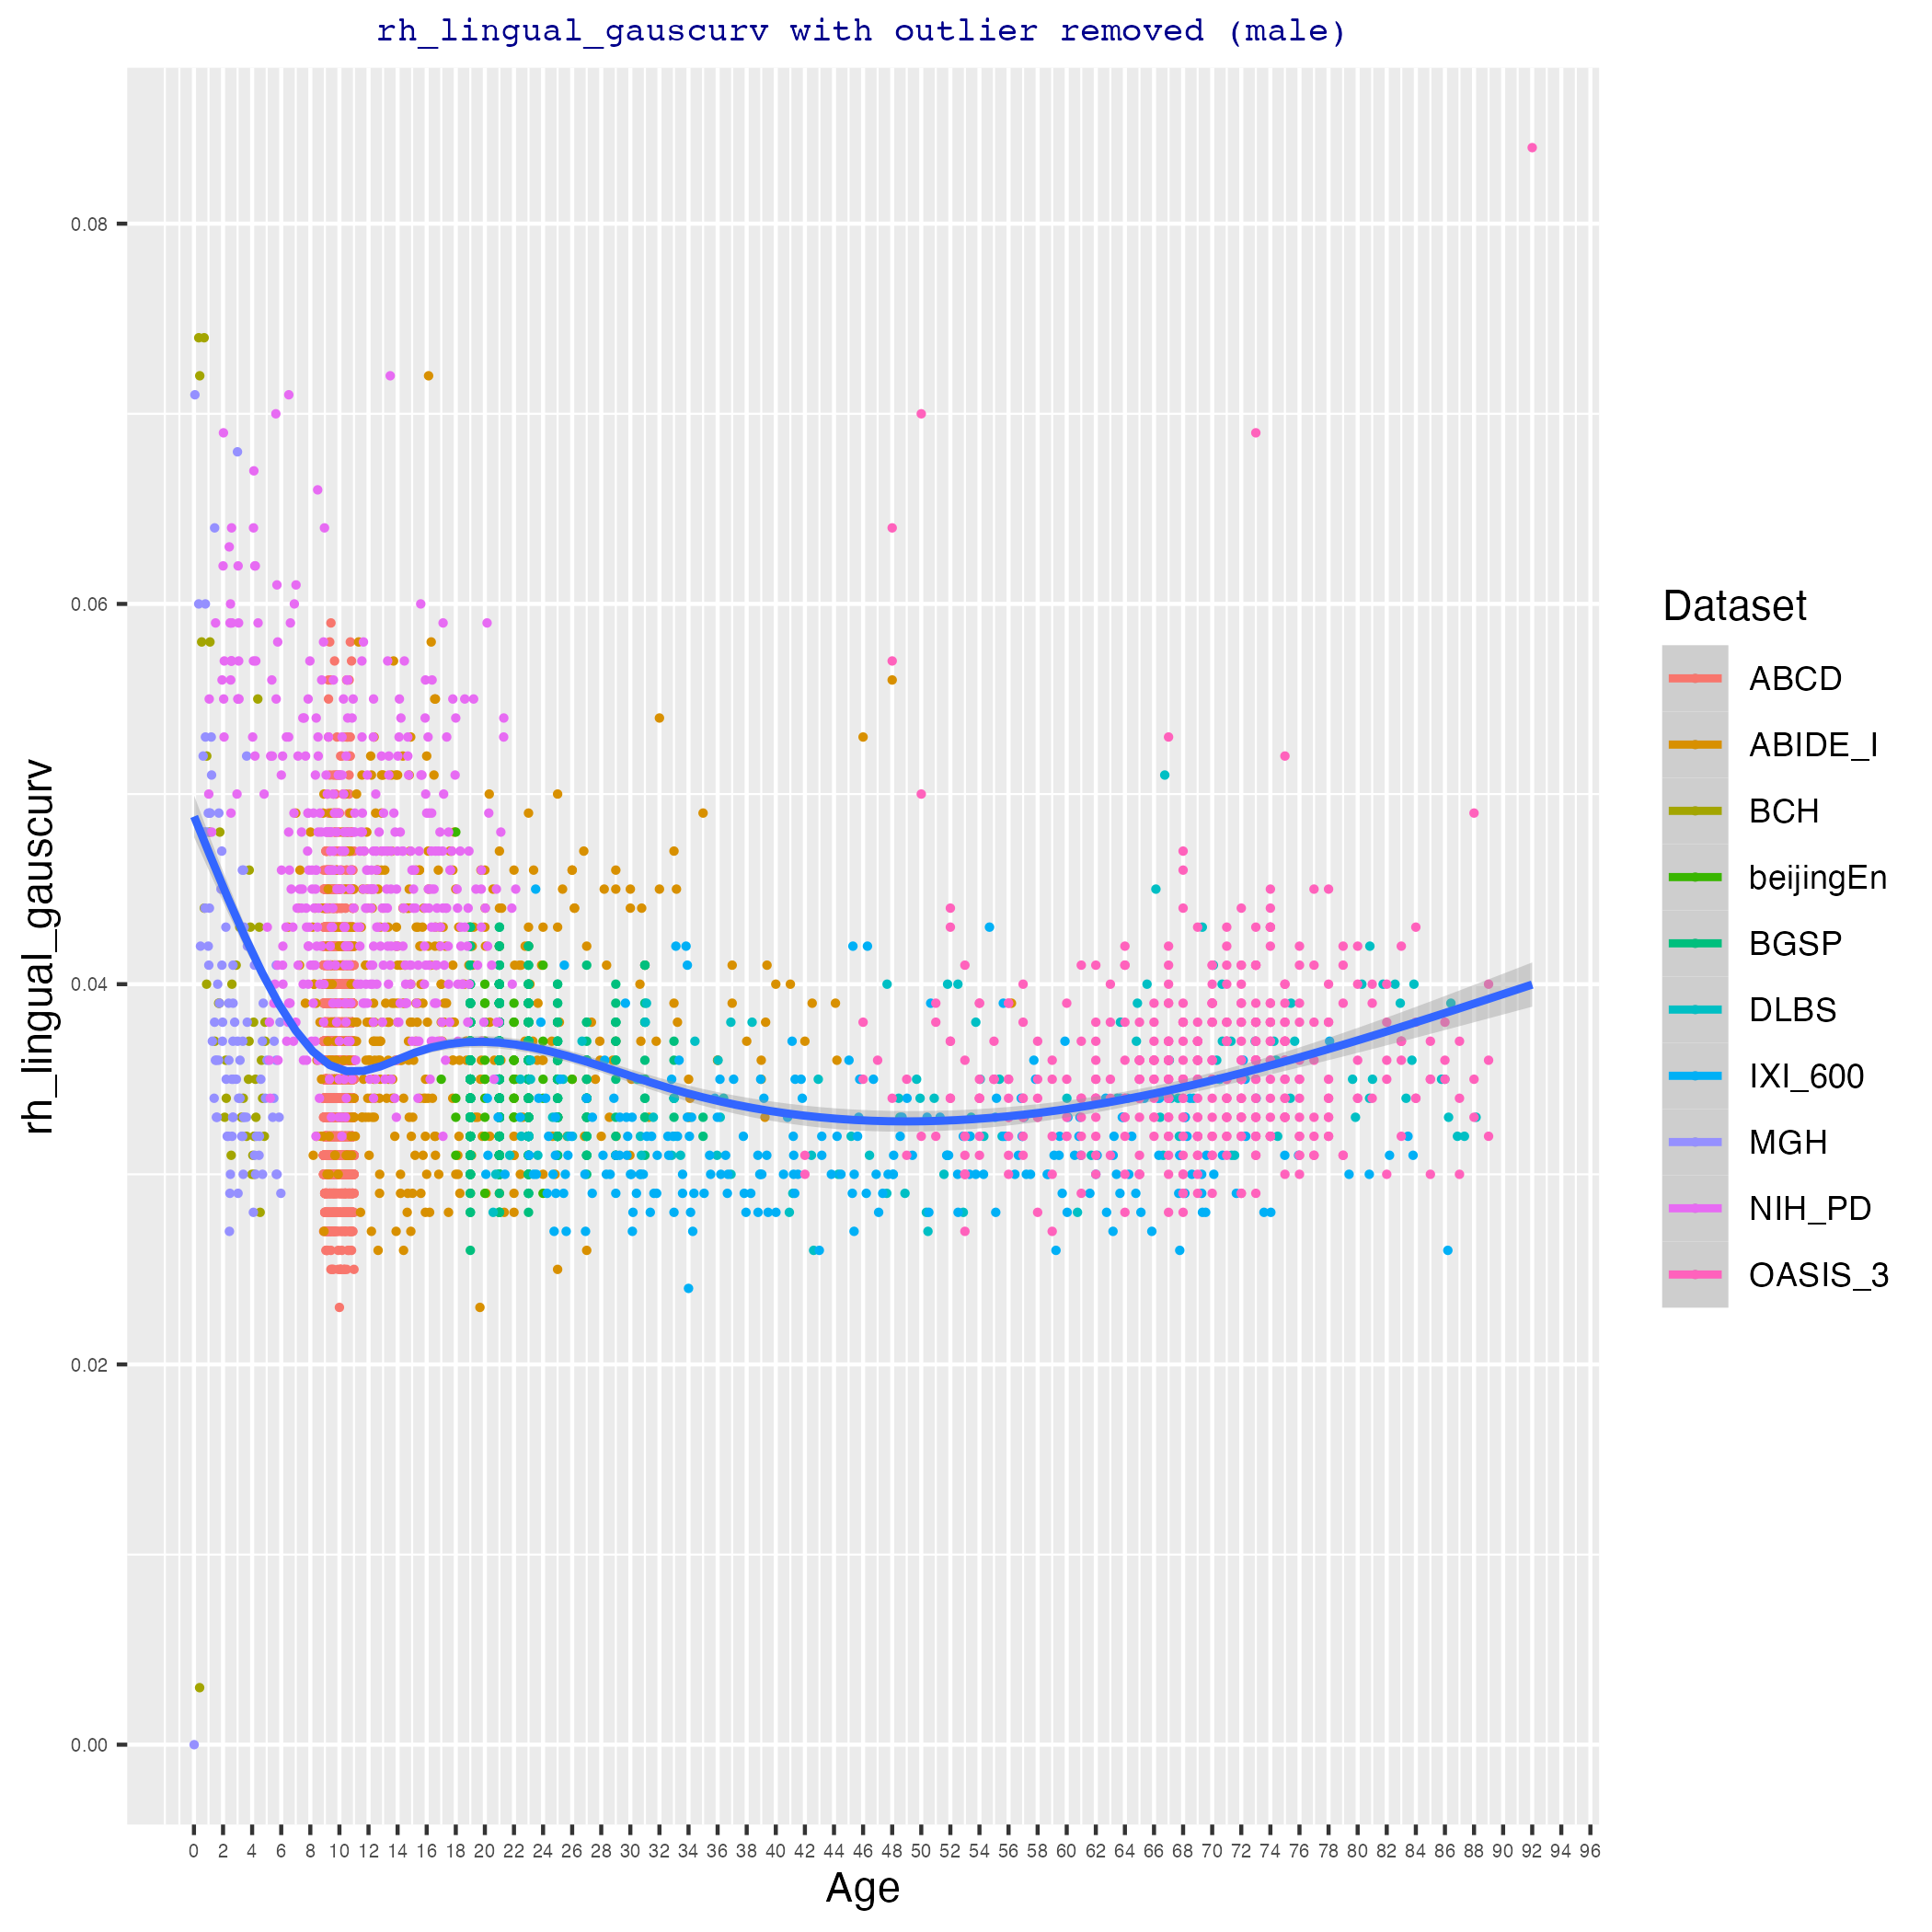 rh_lingual_gauscurv with outlier removed (male)
rh_lingual_gauscurv
0.08
0.06
0.04
0.02
0.00
0 2 4 6 8 10 12 14 16 18 20 22 24 26 28 30 32 34 36 38 40 42 44 46 48 50 52 54 56 58 60 62 64 66 68 70 72 74 76 78 80 82 84 86 88 90 92 94 96
Age
Dataset
ABCD
ABIDE_I
BCH
beijingEn
BGSP
DLBS
IXI_600
MGH
NIH_PD
OASIS_3